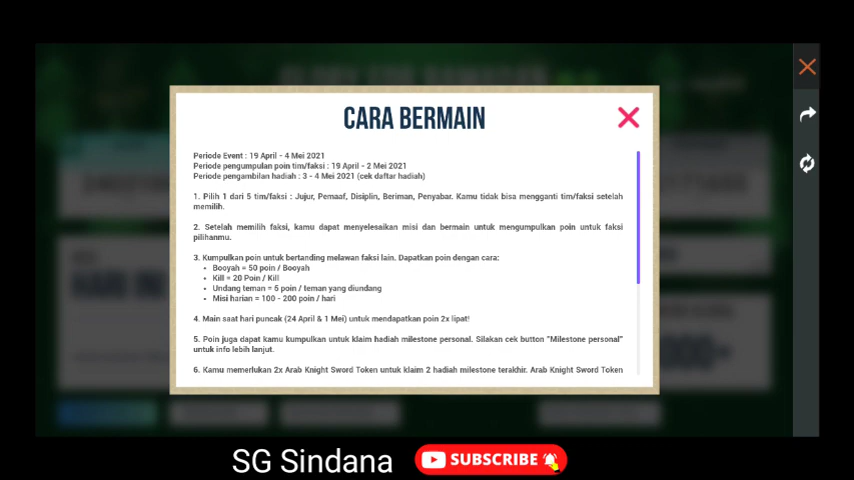 CARA BERMAIN
Periode Event : 19 April - 4 Mei 2021
Periode pengumpulan poin tim/faksi : 19 April - 2 Mei 2021
Periode pengambilan hadiah : 3 - 4 Mei 2021 (cek daftar hadiah)
1. Pilih 1 dari 5 tim/faksi : Jujur, Pemaaf, Disiplin, Beriman, Penyabar. Kamu tidak bisa mengganti tim/faksi setelah
memilih.
2. Setelah memilih faksi, kamu dapat menyelesaikan misi dan bermain untuk mengumpulkan poin untuk faksi
pilihanmu.
3. Kumpulkan poin untuk bertanding melawan faksi lain. Dapatkan poin dengan cara:
• Booyah = 50 poin / Booyah
• Kill = 20 Poin / Kill
• Undang teman = 5 poin / teman yang diundang
• Misi harian = 100 - 200 poin / hari
4. Main saat hari puncak (24 April & 1 Mei) untuk mendapatkan poin 2x lipat!
5. Poin juga dapat kamu kumpulkan untuk klaim hadiah milestone personal. Silakan cek button "Milestone personal"
untuk info lebih lanjut.
6. Kamu memerlukan 2x Arab Knight Sword Token untuk klaim 2 hadiah milestone terakhir. Arab Knight Sword Token
HARI INI
SG Sindana
SUBSCRIBE